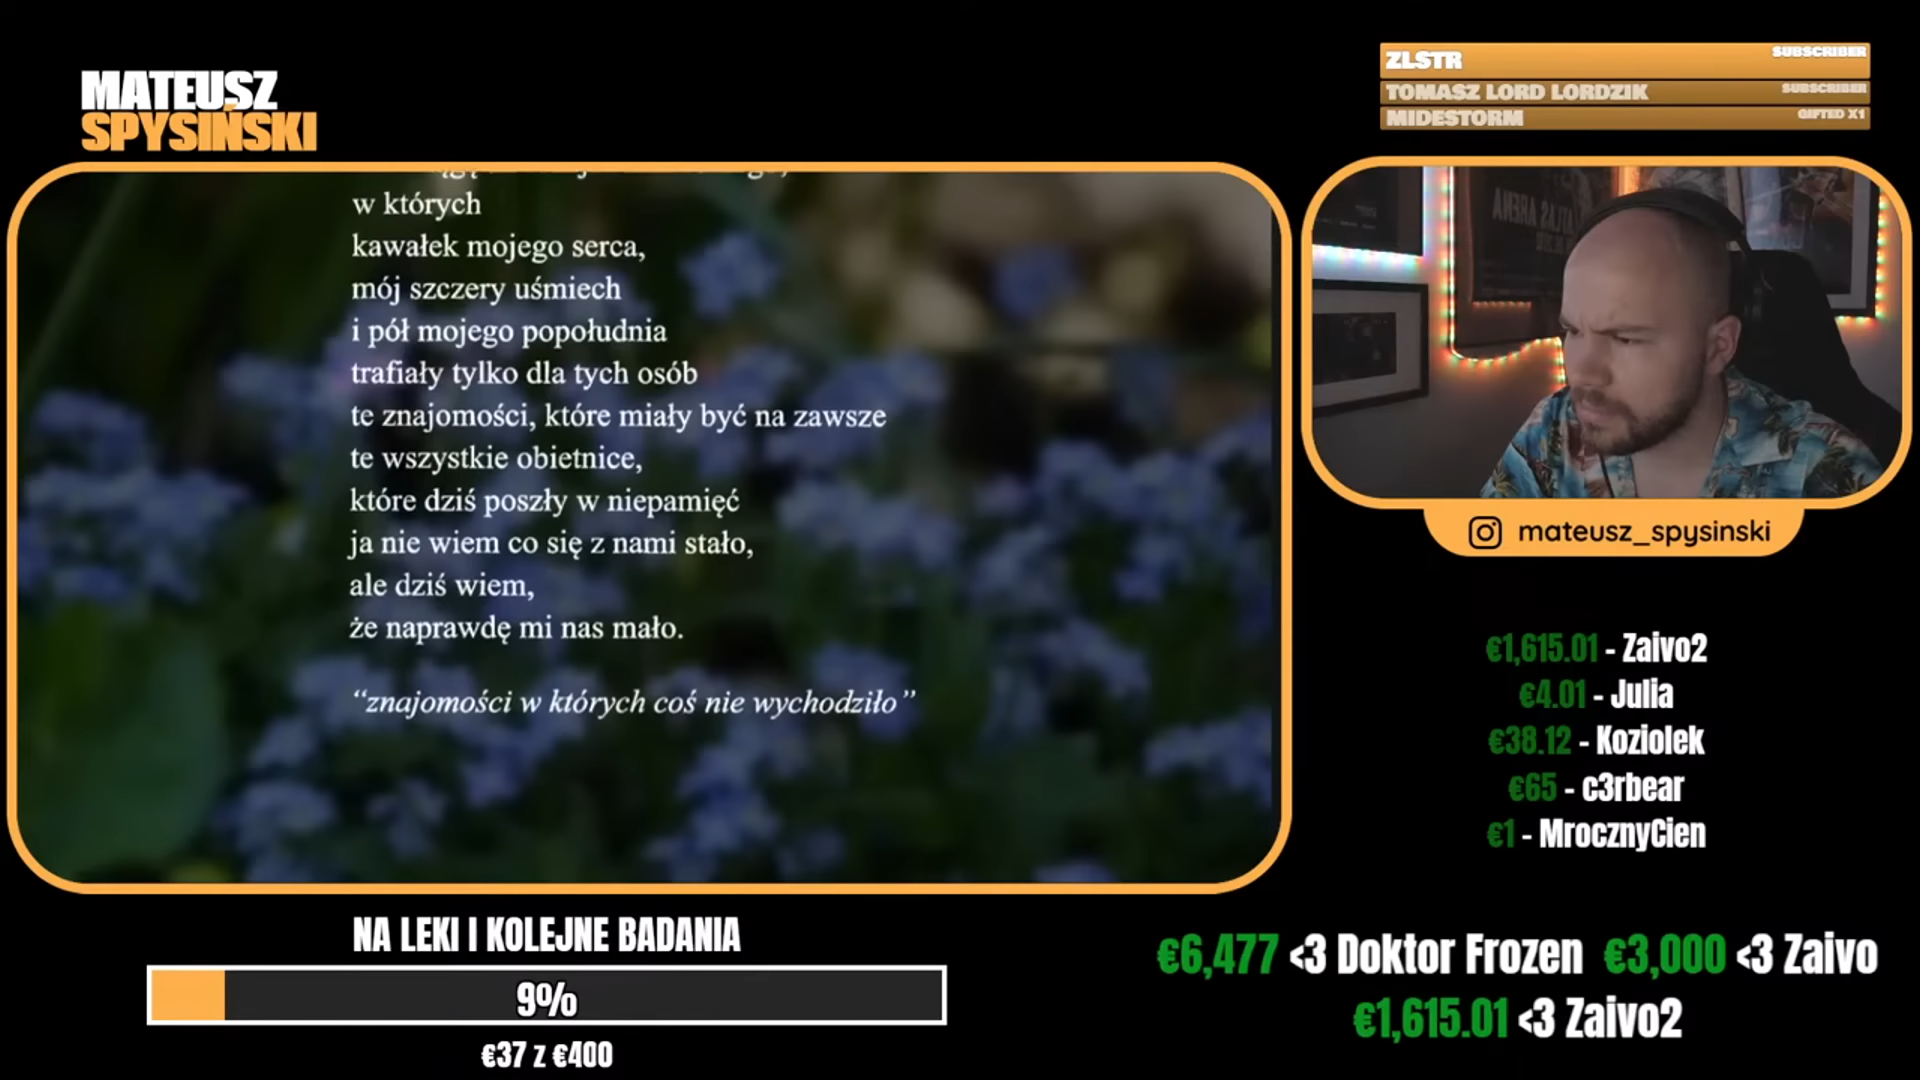 MATEUSZ
SPYSIŃSKI
ZLSTR SUBSCRIBER
TOMASZ LORD LORDZIK SUBSCRIBER
MIDESTORM GIFTED X1
w których
kawałek mojego serca,
mój szczery uśmiech
i pół mojego popołudnia
trafiały tylko dla tych osób
te znajomości, które miały być na zawsze
te wszystkie obietnice,
które dziś poszły w niepamięć
ja nie wiem co się z nami stało,
ale dziś wiem,
że naprawdę mi nas mało.
“znajomości w których coś nie wychodziło”
ATLAS ARENA
mateusz_spysinski
€1,615.01 - Zaivo2
€4.01 - Julia
€38.12 - Koziolek
€65 - c3rbear
€1 - MrocznyCien
NA LEKI I KOLEJNE BADANIA
9%
€37 z €400
€6,477 <3 Doktor Frozen €3,000 <3 Zaivo
€1,615.01 <3 Zaivo2